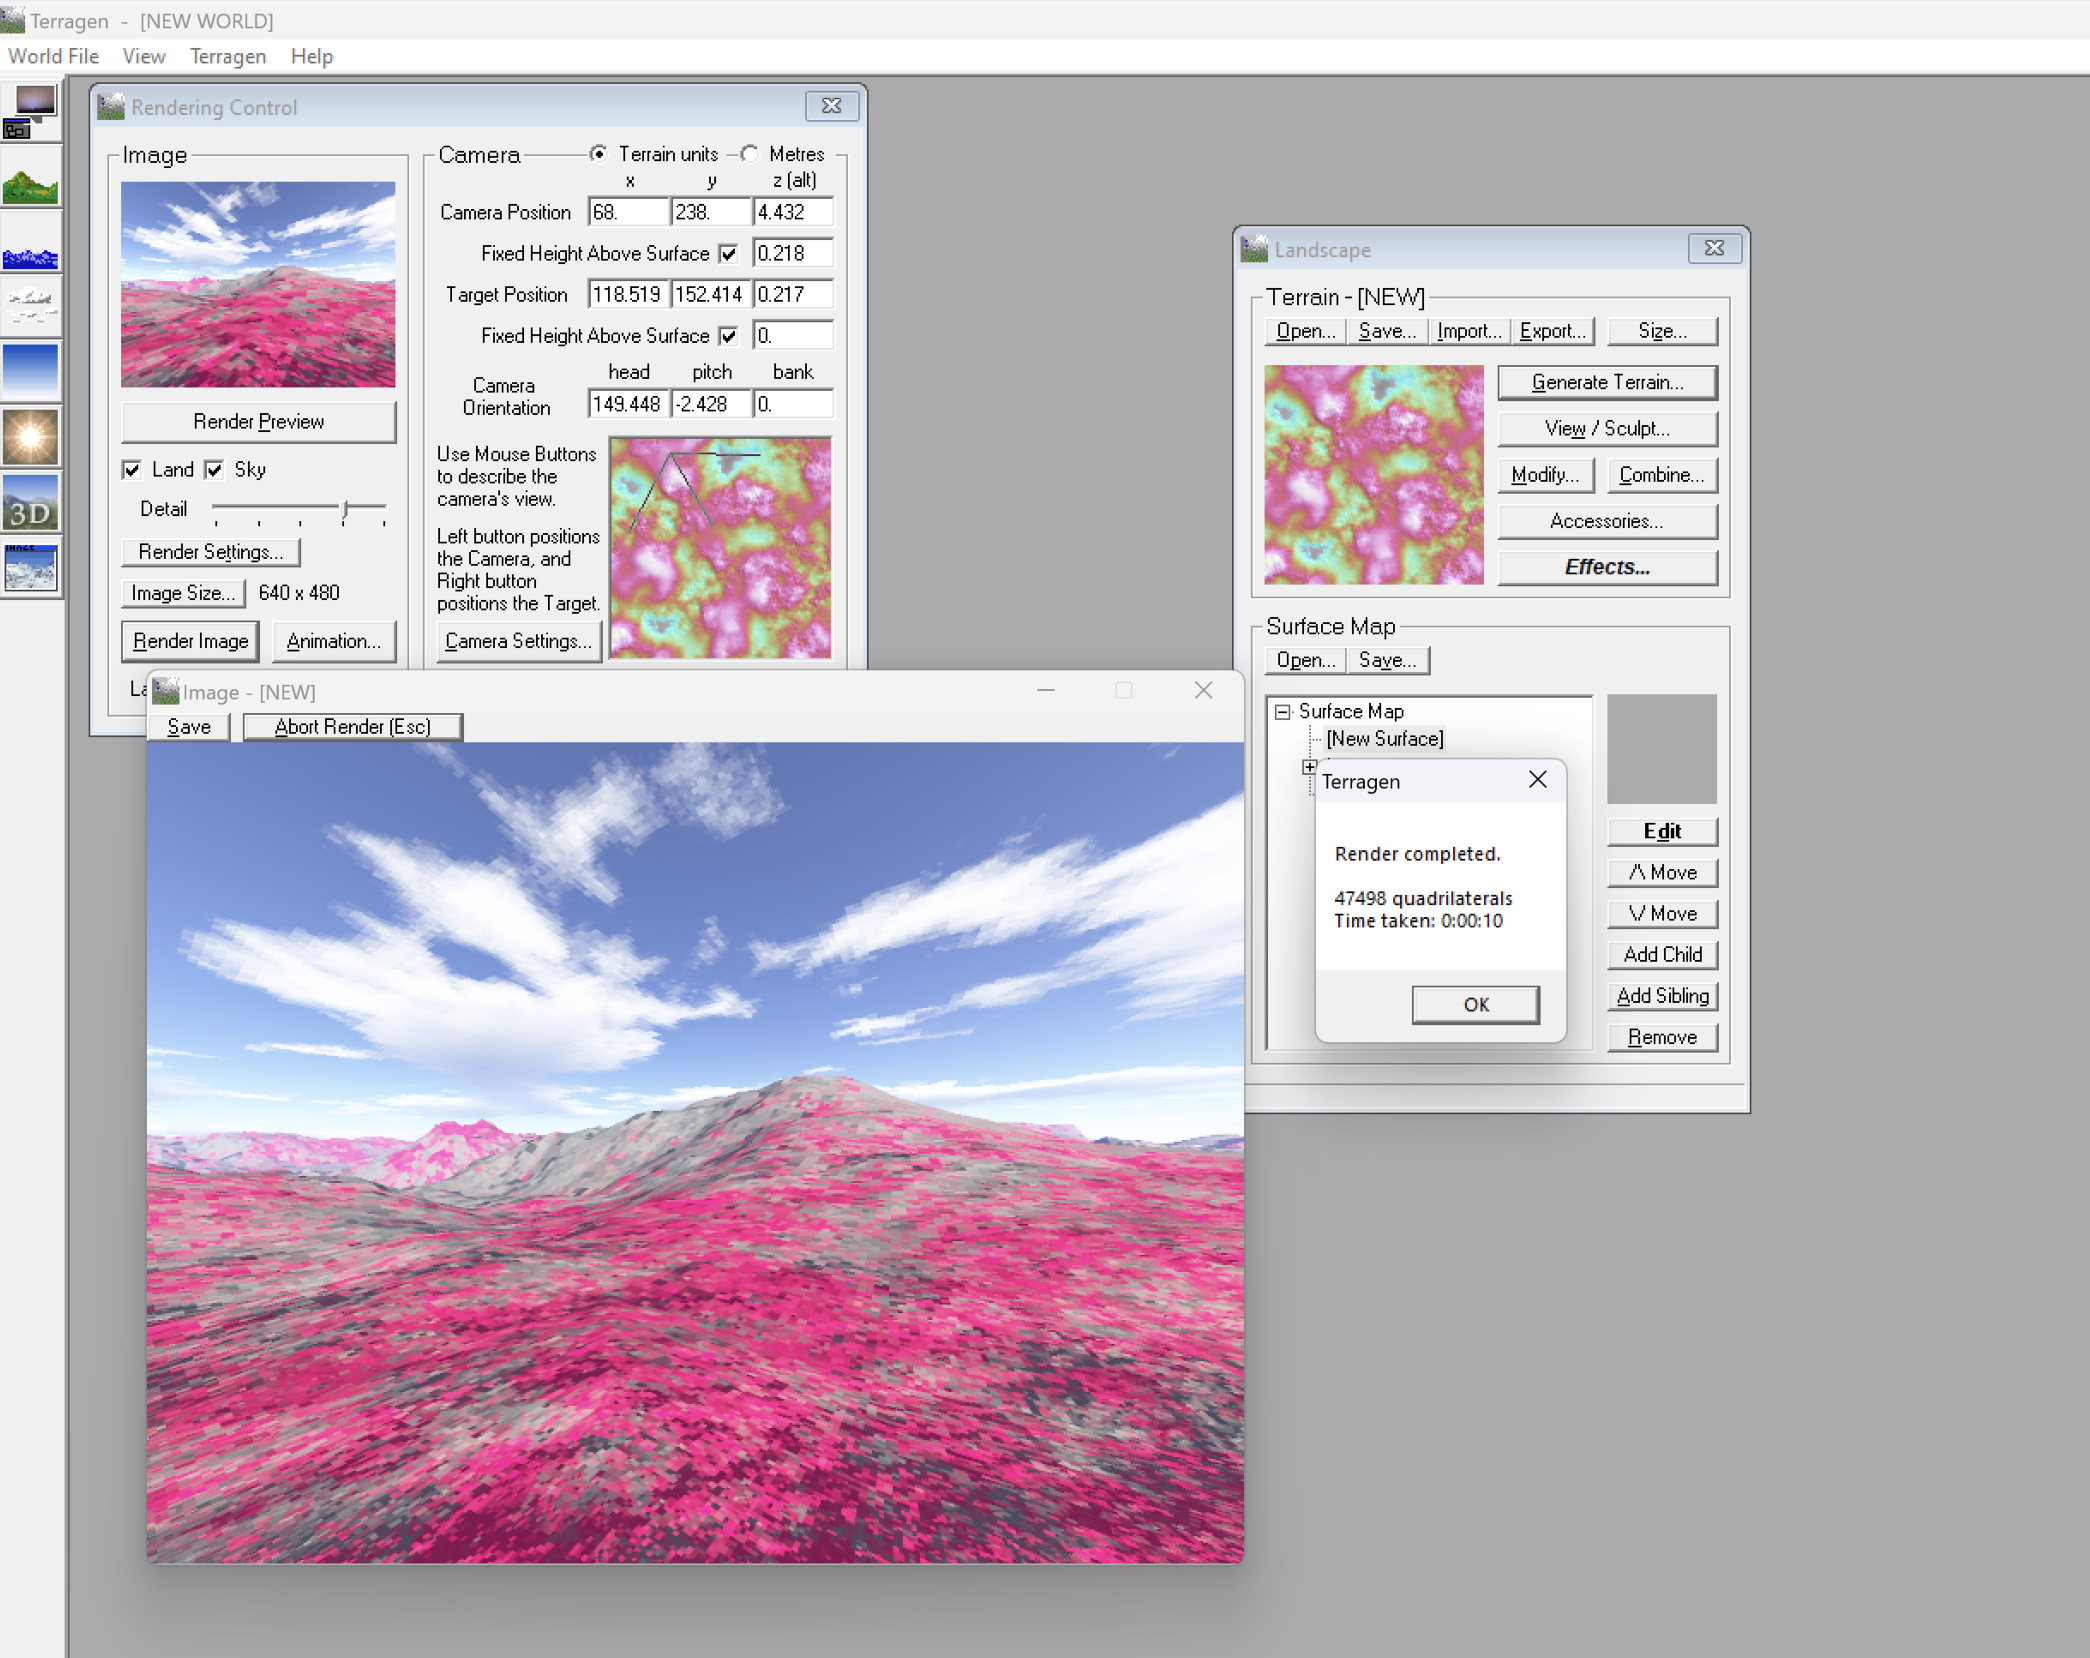 Terragen - [NEW WORLD]
World File View Terragen Help
Rendering Control
Image
Render Preview
Land Sky
Detail
Render Settings...
Image Size... 640 x 480
Render Image Animation...
Camera Terrain units Metres
x y z (alt)
Camera Position 68. 238. 4.432
Fixed Height Above Surface 0.218
Target Position 118.519 152.414 0.217
Fixed Height Above Surface 0.
head pitch bank
Camera
Orientation 149.448 -2.428 0.
Use Mouse Buttons
to describe the
camera's view.
Left button positions
the Camera, and
Right button
positions the Target.
Camera Settings...
3D
IMAGE
Landscape
Terrain - [NEW]
Open... Save... Import... Export... Size...
Generate Terrain...
View / Sculpt...
Modify... Combine...
Accessories...
Effects...
Surface Map
Open... Save...
Surface Map
[New Surface]
Edit
/\ Move
\/ Move
Add Child
Add Sibling
Remove
Image - [NEW]
Save Abort Render (Esc)
Terragen
Render completed.
47498 quadrilaterals
Time taken: 0:00:10
OK